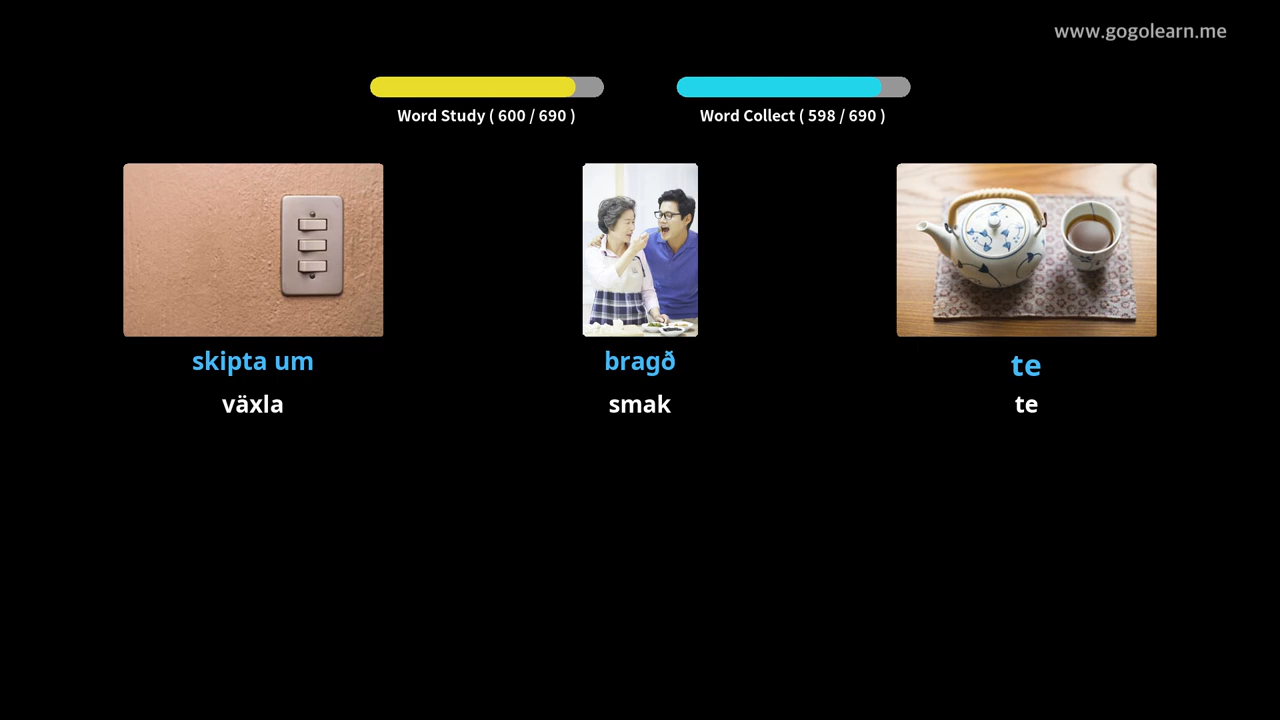 www.gogolearn.me
Word Study ( 600 / 690 )
Word Collect ( 598 / 690 )
skipta um
växla
bragð
smak
te
te